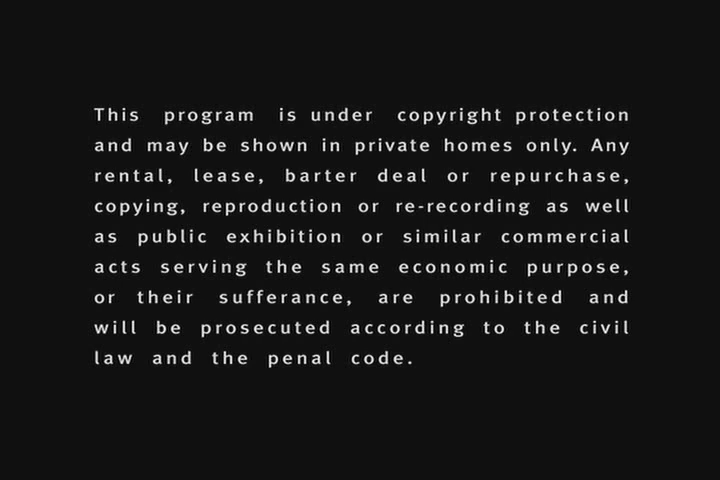 This program is under copyright protection
and may be shown in private homes only. Any
rental, lease, barter deal or repurchase,
copying, reproduction or re-recording as well
as public exhibition or similar commercial
acts serving the same economic purpose,
or their sufferance, are prohibited and
will be prosecuted according to the civil
law and the penal code.